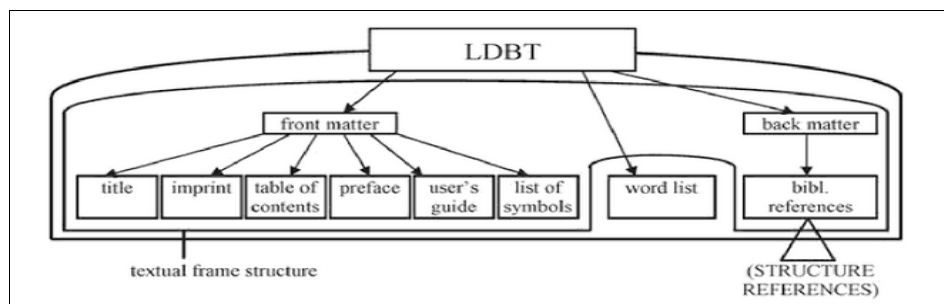 LDBT
front matter
back matter
title
imprint
table of
contents
preface
user's
guide
list of
symbols
word list
bibl.
references
textual frame structure
(STRUCTURE
REFERENCES)